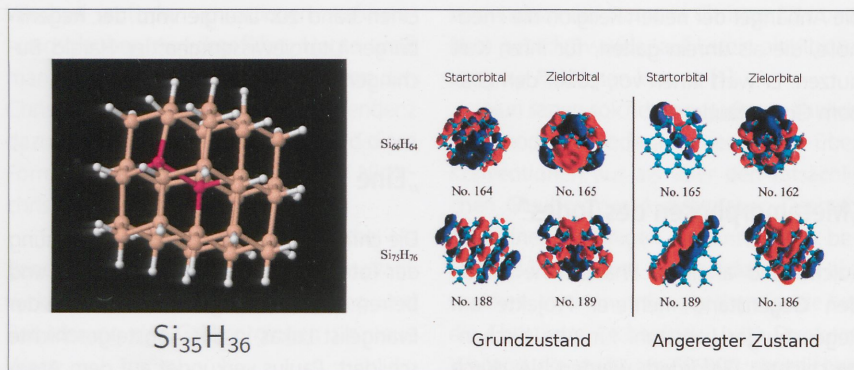 Startorbital Zielorbital Startorbital Zielorbital
Si₆₆H₆₄
No. 164 No. 165 No. 165 No. 162
Si₇₅H₇₆
No. 188 No. 189 No. 189 No. 186
Si₃₅H₃₆
Grundzustand Angeregter Zustand